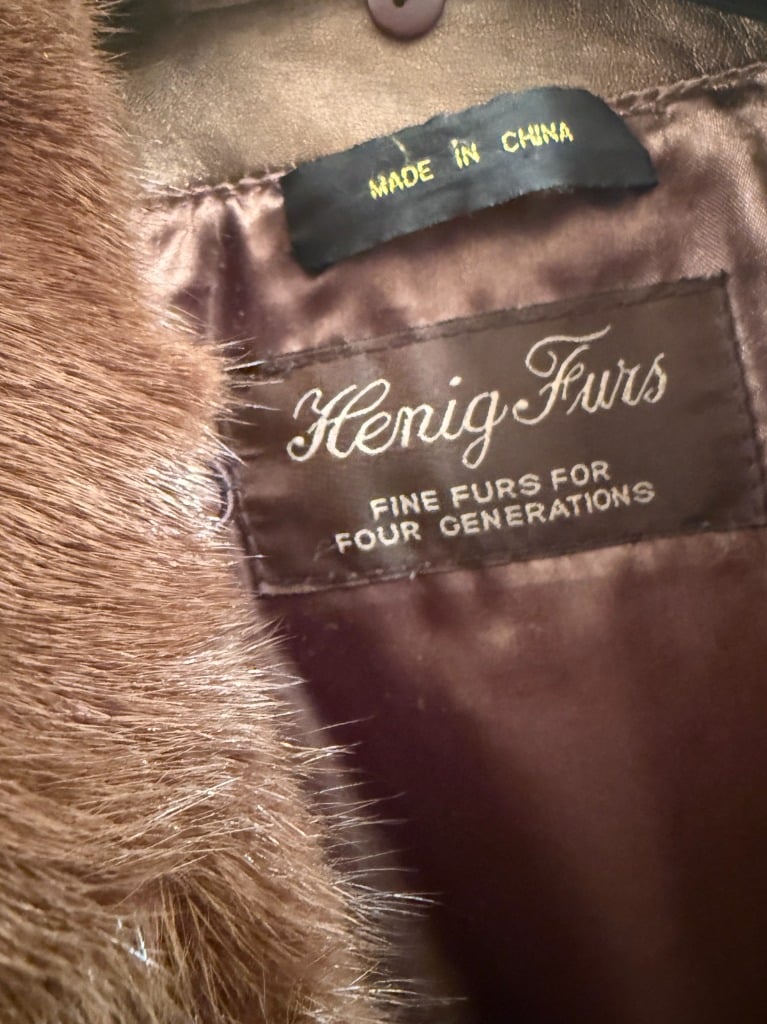 MADE iN CHINA
Henig Furs
FINE FURS FOR
FOUR GENERATIONS